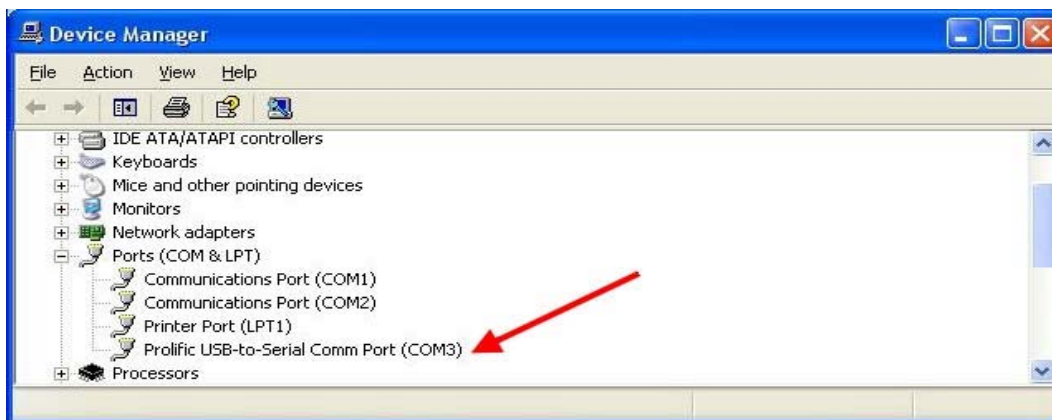 Device Manager
File Action View Help
IDE ATA/ATAPI controllers
Keyboards
Mice and other pointing devices
Monitors
Network adapters
Ports (COM & LPT)
Communications Port (COM1)
Communications Port (COM2)
Printer Port (LPT1)
Prolific USB-to-Serial Comm Port (COM3)
Processors